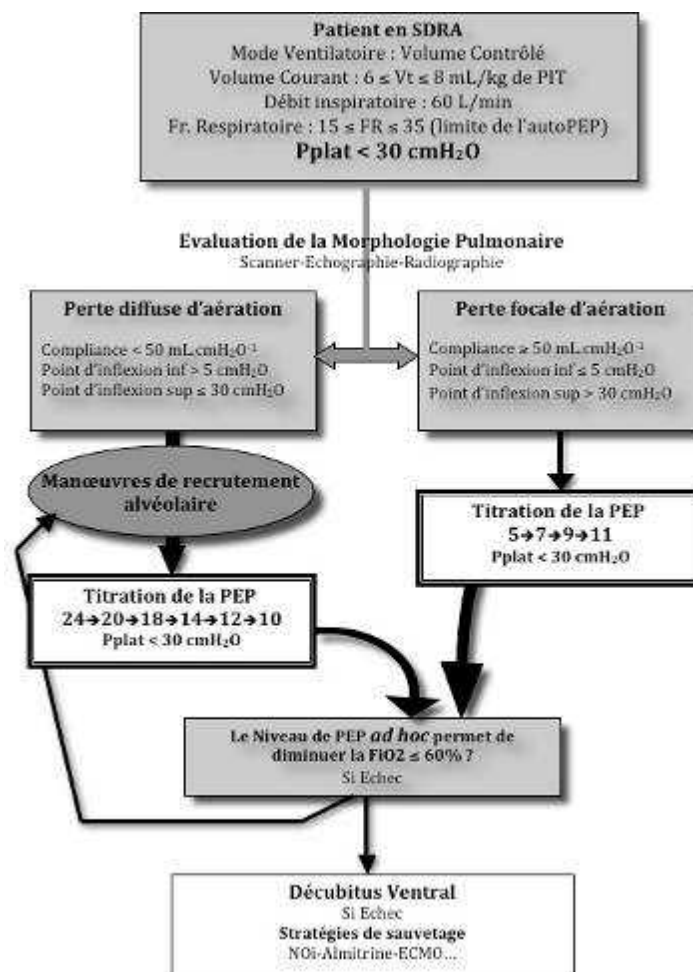 Patient en SDRA
Mode Ventilatoire : Volume Contrôlé
Volume Courant : 6 ≤ Vt ≤ 8 mL/kg de PIT
Débit inspiratoire : 60 L/min
Fr. Respiratoire : 15 ≤ FR ≤ 35 (limite de l'autoPEP)
Pplat < 30 cmH₂O
Evaluation de la Morphologie Pulmonaire
Scanner-Echographie-Radiographie
Perte diffuse d'aération
Compliance < 50 mL.cmH₂O⁻¹
Point d'inflexion inf > 5 cmH₂O
Point d'inflexion sup ≤ 30 cmH₂O
Perte focale d'aération
Compliance ≥ 50 mL.cmH₂O⁻¹
Point d'inflexion inf ≤ 5 cmH₂O
Point d'inflexion sup > 30 cmH₂O
Manœuvres de recrutement
alvéolaire
Titration de la PEP
5→7→9→11
Pplat < 30 cmH₂O
Titration de la PEP
24→20→18→14→12→10
Pplat < 30 cmH₂O
Le Niveau de PEP ad hoc permet de
diminuer la FiO2 ≤ 60% ?
Si Echec
Décubitus Ventral
Si Echec
Stratégies de sauvetage
NOi-Almitrine-ECMO...